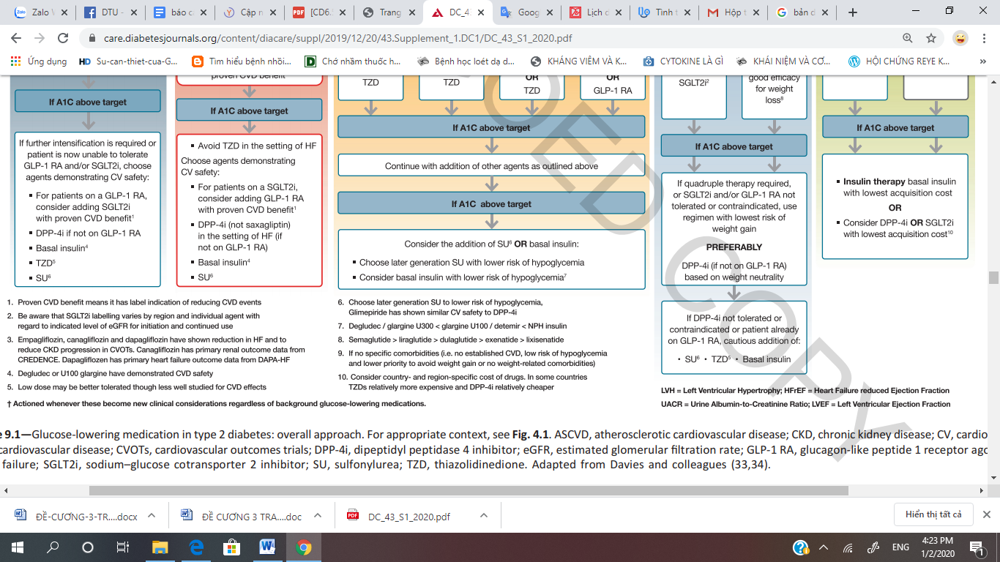 Zalo
DTU -
báo c
Cập n
[CD6.
Trang
DC_4
Goog
Lịch d
Tình t
Hộp t
bản d
care.diabetesjournals.org/content/diacare/suppl/2019/12/20/43.Supplement_1.DC1/DC_43_S1_2020.pdf
Ứng dụng
Su-can-thiet-cua-G...
Tìm hiểu bệnh nhồi...
Chớ nhầm thuốc h...
Bệnh học loét dạ d...
KHÁNG VIÊM VÀ K...
CYTOKINE LÀ GÌ
KHÁI NIỆM VÀ CƠ...
HỘI CHỨNG REYE K...
proven CVD benefit
If A1C above target
If further intensification is required or
patient is now unable to tolerate
GLP-1 RA and/or SGLT2i, choose
agents demonstrating CV safety:
▪ For patients on a GLP-1 RA,
consider adding SGLT2i
with proven CVD benefit¹
▪ DPP-4i if not on GLP-1 RA
▪ Basal insulin⁴
▪ TZD⁵
▪ SU⁶
If A1C above target
▪ Avoid TZD in the setting of HF
Choose agents demonstrating
CV safety:
▪ For patients on a SGLT2i,
consider adding GLP-1 RA
with proven CVD benefit¹
▪ DPP-4i (not saxagliptin)
in the setting of HF (if
not on GLP-1 RA)
▪ Basal insulin⁴
▪ SU⁶
TZD
TZD
OR
TZD
OR
GLP-1 RA
If A1C above target
Continue with addition of other agents as outlined above
If A1C above target
Consider the addition of SU⁶ OR basal insulin:
▪ Choose later generation SU with lower risk of hypoglycemia
▪ Consider basal insulin with lower risk of hypoglycemia⁷
SGLT2i²
good efficacy
for weight
loss⁸
If A1C above target
If quadruple therapy required,
or SGLT2i and/or GLP-1 RA not
tolerated or contraindicated, use
regimen with lowest risk of
weight gain
PREFERABLY
DPP-4i (if not on GLP-1 RA)
based on weight neutrality
If DPP-4i not tolerated or
contraindicated or patient already
on GLP-1 RA, cautious addition of:
• SU⁶ • TZD⁵ • Basal insulin
If A1C above target
▪ Insulin therapy basal insulin
with lowest acquisition cost
OR
▪ Consider DPP-4i OR SGLT2i
with lowest acquisition cost¹⁰
1. Proven CVD benefit means it has label indication of reducing CVD events
2. Be aware that SGLT2i labelling varies by region and individual agent with
regard to indicated level of eGFR for initiation and continued use
3. Empagliflozin, canagliflozin and dapagliflozin have shown reduction in HF and to
reduce CKD progression in CVOTs. Canagliflozin has primary renal outcome data from
CREDENCE. Dapagliflozen has primary heart failure outcome data from DAPA-HF
4. Degludec or U100 glargine have demonstrated CVD safety
5. Low dose may be better tolerated though less well studied for CVD effects
† Actioned whenever these become new clinical considerations regardless of background glucose-lowering medications.
6. Choose later generation SU to lower risk of hypoglycemia,
Glimepiride has shown similar CV safety to DPP-4i
7. Degludec / glargine U300 < glargine U100 / detemir < NPH insulin
8. Semaglutide > liraglutide > dulaglutide > exenatide > lixisenatide
9. If no specific comorbidities (i.e. no established CVD, low risk of hypoglycemia
and lower priority to avoid weight gain or no weight-related comorbidities)
10. Consider country- and region-specific cost of drugs. In some countries
TZDs relatively more expensive and DPP-4i relatively cheaper
LVH = Left Ventricular Hypertrophy; HFrEF = Heart Failure reduced Ejection Fraction
UACR = Urine Albumin-to-Creatinine Ratio; LVEF = Left Ventricular Ejection Fraction
OED COPY
e 9.1—Glucose-lowering medication in type 2 diabetes: overall approach. For appropriate context, see Fig. 4.1. ASCVD, atherosclerotic cardiovascular disease; CKD, chronic kidney disease; CV, cardio
cardiovascular disease; CVOTs, cardiovascular outcomes trials; DPP-4i, dipeptidyl peptidase 4 inhibitor; eGFR, estimated glomerular filtration rate; GLP-1 RA, glucagon-like peptide 1 receptor ago
failure; SGLT2i, sodium–glucose cotransporter 2 inhibitor; SU, sulfonylurea; TZD, thiazolidinedione. Adapted from Davies and colleagues (33,34).
ĐỀ-CƯƠNG-3-TR....docx
ĐỀ CƯƠNG 3 TRA....doc
DC_43_S1_2020.pdf
Hiển thị tất cả
ENG
4:23 PM
1/2/2020